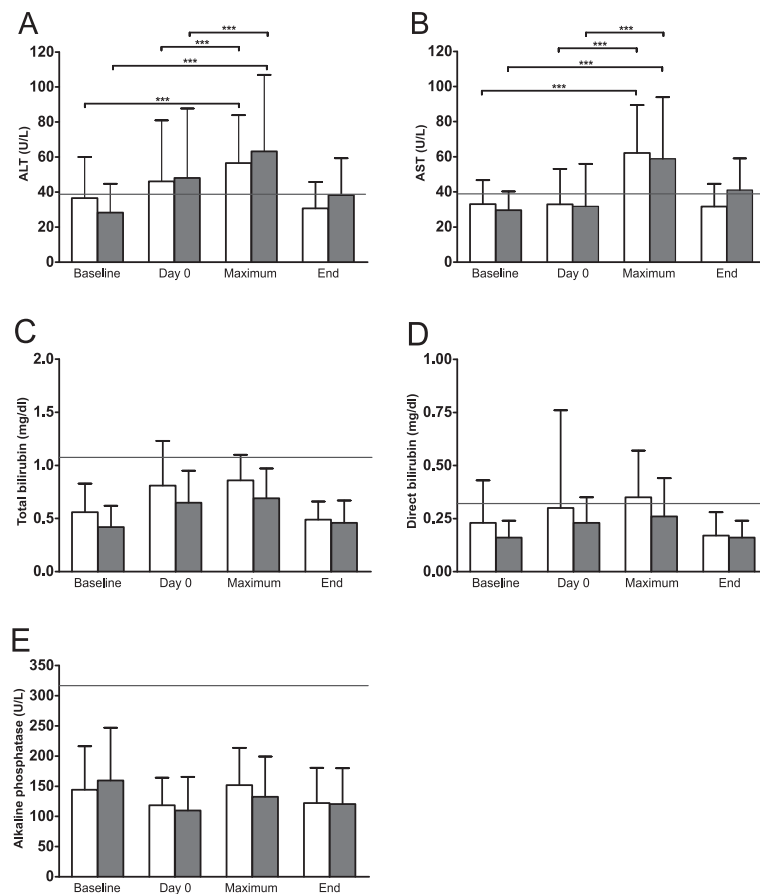 A
***
***
***
***
120
100
80
60
40
20
0
ALT (U/L)
Baseline Day 0 Maximum End
B
***
***
***
***
120
100
80
60
40
20
0
AST (U/L)
Baseline Day 0 Maximum End
C
2.0
1.5
1.0
0.5
0.0
Total bilirubin (mg/dl)
Baseline Day 0 Maximum End
D
1.00
0.75
0.50
0.25
0.00
Direct bilirubin (mg/dl)
Baseline Day 0 Maximum End
E
350
300
250
200
150
100
50
0
Alkaline phosphatase (U/L)
Baseline Day 0 Maximum End